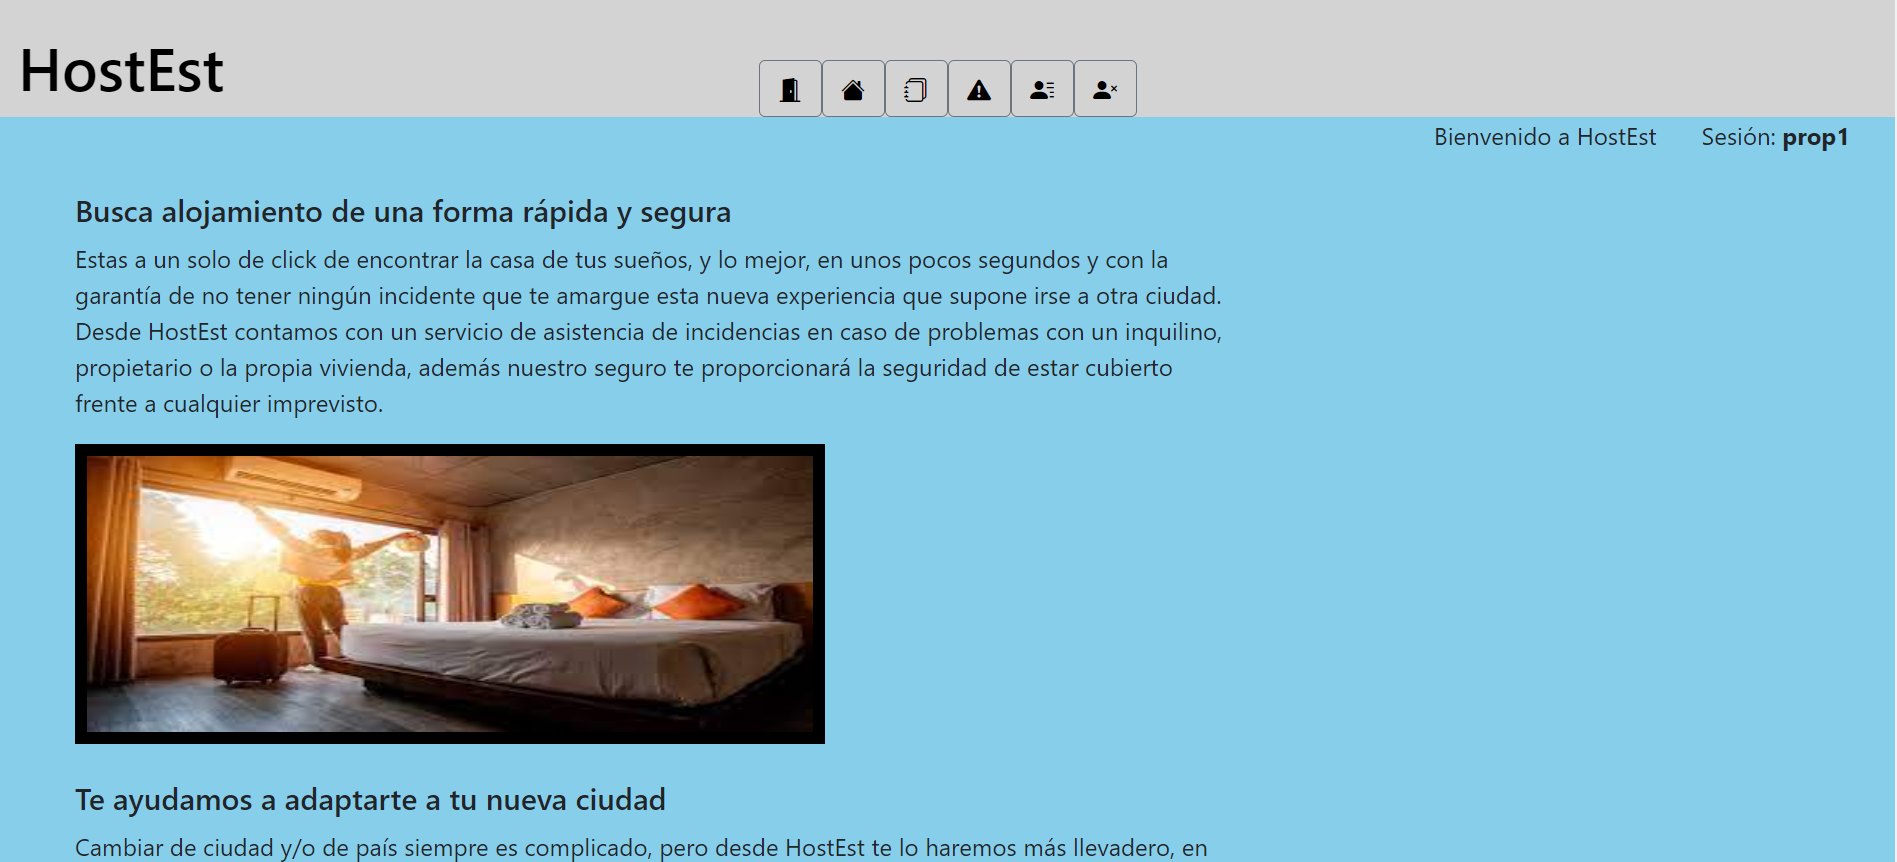 HostEst
Bienvenido a HostEst Sesión: prop1
Busca alojamiento de una forma rápida y segura
Estas a un solo de click de encontrar la casa de tus sueños, y lo mejor, en unos pocos segundos y con la
garantía de no tener ningún incidente que te amargue esta nueva experiencia que supone irse a otra ciudad.
Desde HostEst contamos con un servicio de asistencia de incidencias en caso de problemas con un inquilino,
propietario o la propia vivienda, además nuestro seguro te proporcionará la seguridad de estar cubierto
frente a cualquier imprevisto.
Te ayudamos a adaptarte a tu nueva ciudad
Cambiar de ciudad y/o de país siempre es complicado, pero desde HostEst te lo haremos más llevadero, en